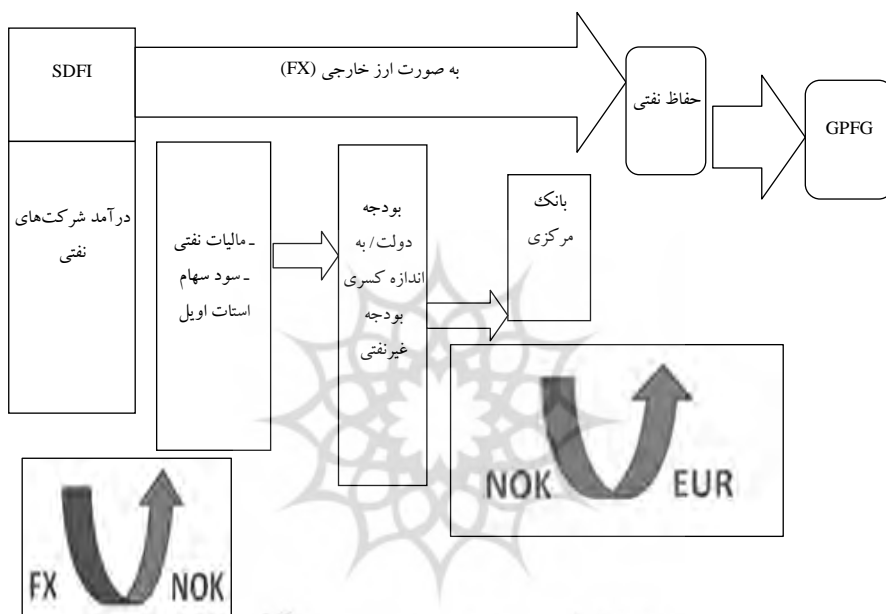 SDFI
به صورت ارز خارجی (FX)
حفاظ نفتی
GPFG
درآمد شرکت‌های
نفتی
ـ مالیات نفتی
ـ سود سهام
استات اویل
بودجه
دولت/ به
اندازه کسری
بودجه
غیرنفتی
بانک
مرکزی
NOK EUR
FX NOK